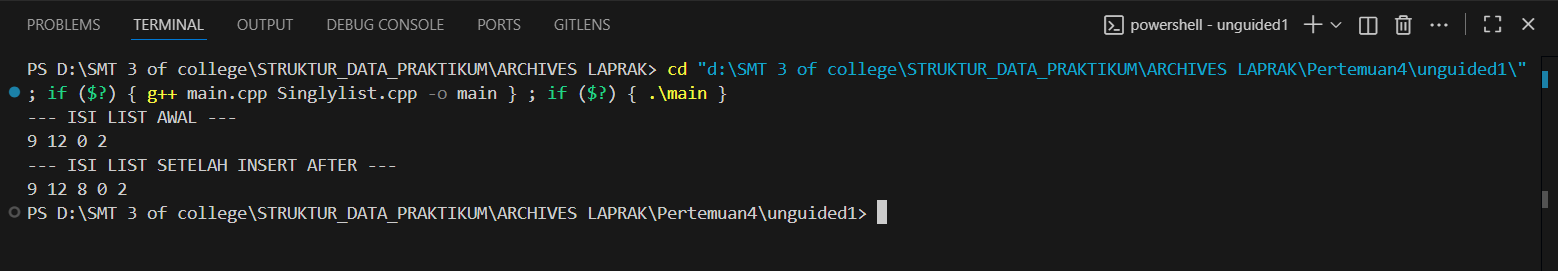 PROBLEMS TERMINAL OUTPUT DEBUG CONSOLE PORTS GITLENS powershell - unguided1
PS D:\SMT 3 of college\STRUKTUR_DATA_PRAKTIKUM\ARCHIVES LAPRAK> cd "d:\SMT 3 of college\STRUKTUR_DATA_PRAKTIKUM\ARCHIVES LAPRAK\Pertemuan4\unguided1\"
; if ($?) { g++ main.cpp Singlylist.cpp -o main } ; if ($?) { .\main }
--- ISI LIST AWAL ---
9 12 0 2
--- ISI LIST SETELAH INSERT AFTER ---
9 12 8 0 2
PS D:\SMT 3 of college\STRUKTUR_DATA_PRAKTIKUM\ARCHIVES LAPRAK\Pertemuan4\unguided1>